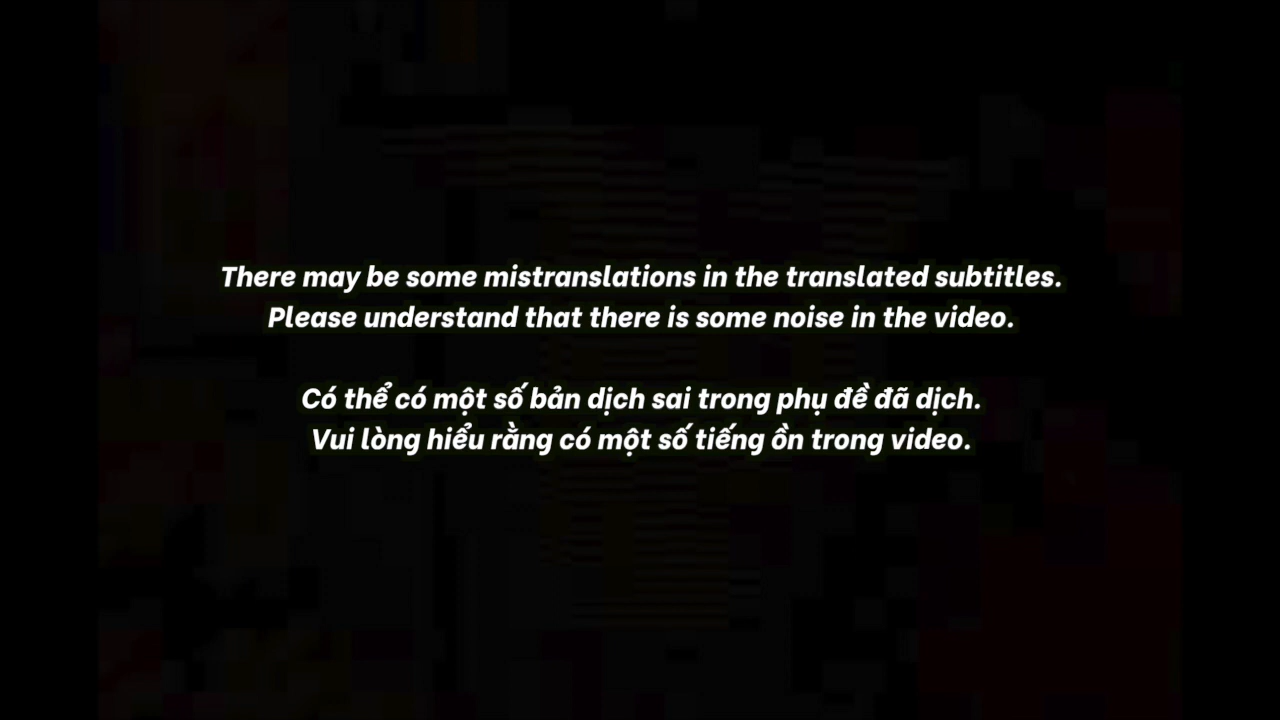 There may be some mistranslations in the translated subtitles.
Please understand that there is some noise in the video.
Có thể có một số bản dịch sai trong phụ đề đã dịch.
Vui lòng hiểu rằng có một số tiếng ồn trong video.